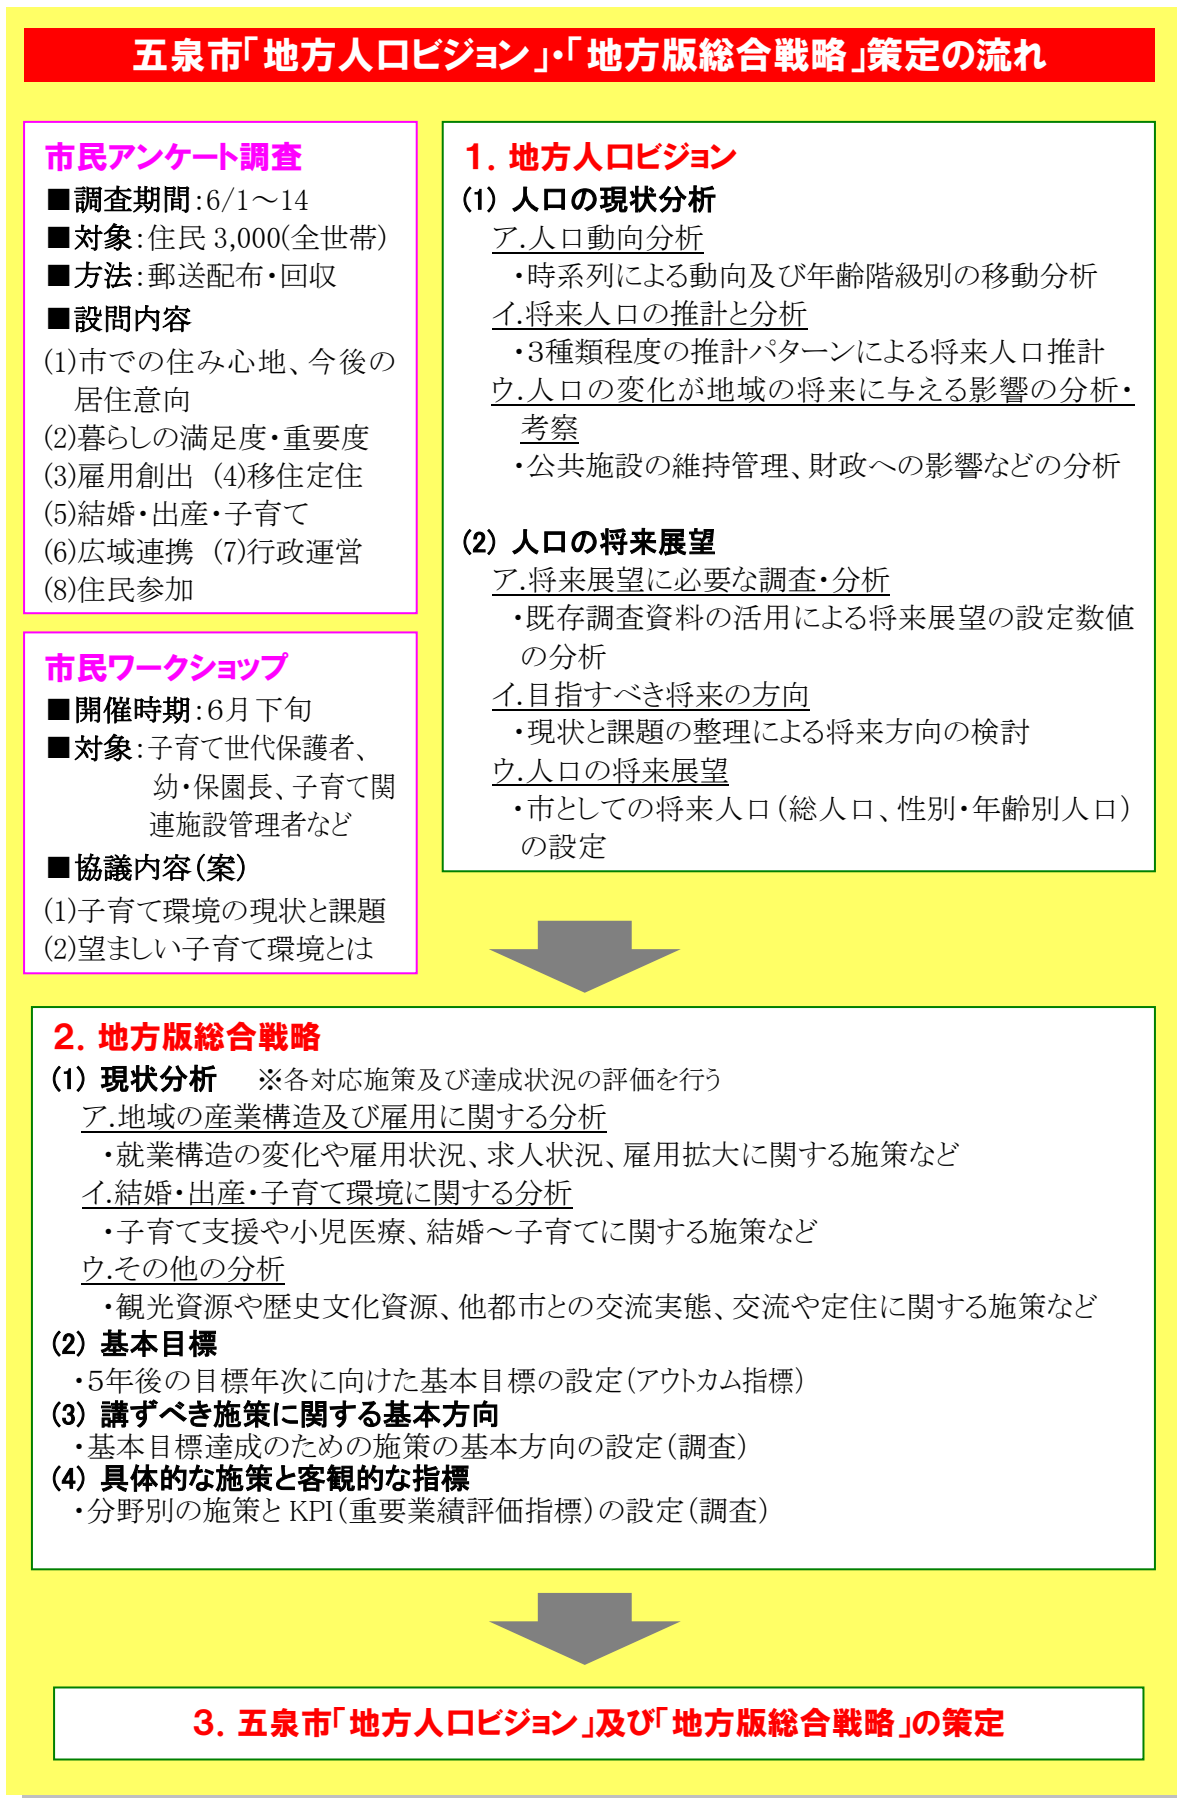 五泉市「地方人口ビジョン」・「地方版総合戦略」策定の流れ
市民アンケート調査
■調査期間：6/1～14
■対象：住民 3,000(全世帯)
■方法：郵送配布・回収
■設問内容
(1)市での住み心地、今後の
居住意向
(2)暮らしの満足度・重要度
(3)雇用創出 (4)移住定住
(5)結婚・出産・子育て
(6)広域連携 (7)行政運営
(8)住民参加
市民ワークショップ
■開催時期：６月下旬
■対象：子育て世代保護者、
幼・保園長、子育て関
連施設管理者など
■協議内容（案）
(1)子育て環境の現状と課題
(2)望ましい子育て環境とは
１．地方人口ビジョン
(1) 人口の現状分析
ア.人口動向分析
・時系列による動向及び年齢階級別の移動分析
イ.将来人口の推計と分析
・３種類程度の推計パターンによる将来人口推計
ウ.人口の変化が地域の将来に与える影響の分析・
考察
・公共施設の維持管理、財政への影響などの分析
(2) 人口の将来展望
ア.将来展望に必要な調査・分析
・既存調査資料の活用による将来展望の設定数値
の分析
イ.目指すべき将来の方向
・現状と課題の整理による将来方向の検討
ウ.人口の将来展望
・市としての将来人口（総人口、性別・年齢別人口）
の設定
２．地方版総合戦略
(1) 現状分析 ※各対応施策及び達成状況の評価を行う
ア.地域の産業構造及び雇用に関する分析
・就業構造の変化や雇用状況、求人状況、雇用拡大に関する施策など
イ.結婚・出産・子育て環境に関する分析
・子育て支援や小児医療、結婚～子育てに関する施策など
ウ.その他の分析
・観光資源や歴史文化資源、他都市との交流実態、交流や定住に関する施策など
(2) 基本目標
・５年後の目標年次に向けた基本目標の設定（アウトカム指標）
(3) 講ずべき施策に関する基本方向
・基本目標達成のための施策の基本方向の設定（調査）
(4) 具体的な施策と客観的な指標
・分野別の施策と KPI（重要業績評価指標）の設定（調査）
３．五泉市「地方人口ビジョン」及び「地方版総合戦略」の策定